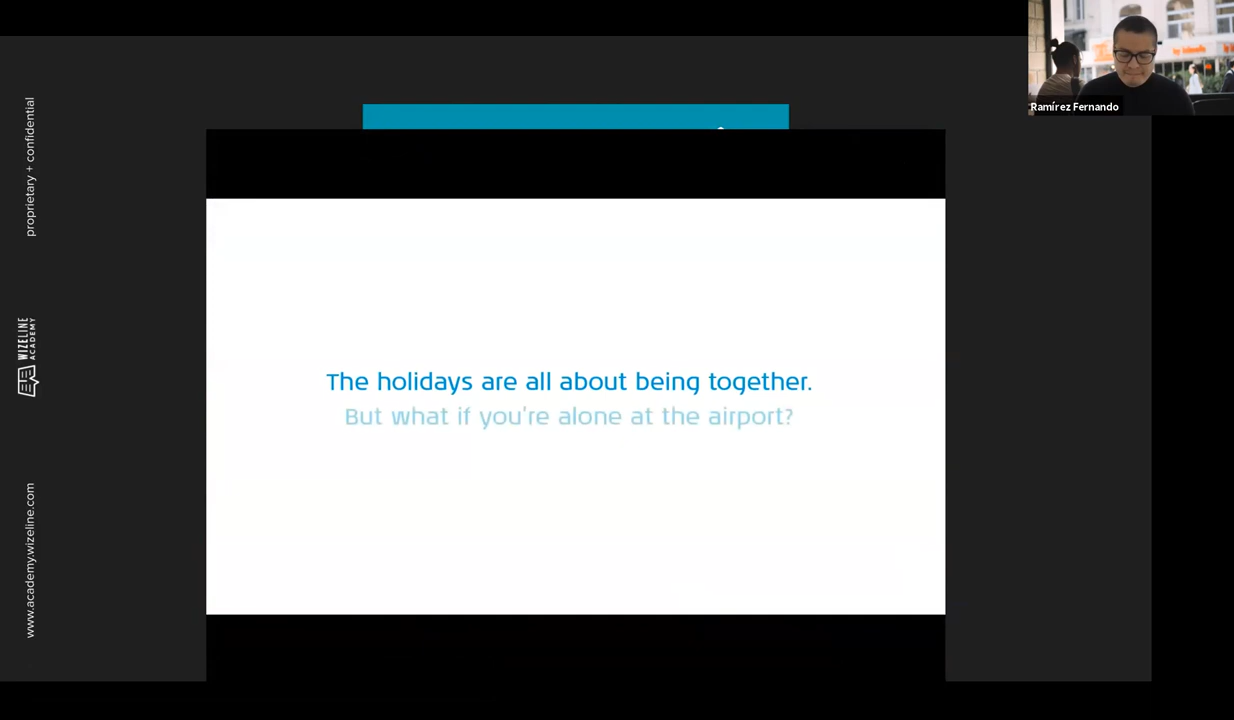 proprietary + confidential
WIZELINE
ACADEMY
www.academy.wizeline.com
The holidays are all about being together.
But what if you're alone at the airport?
Ramírez Fernando